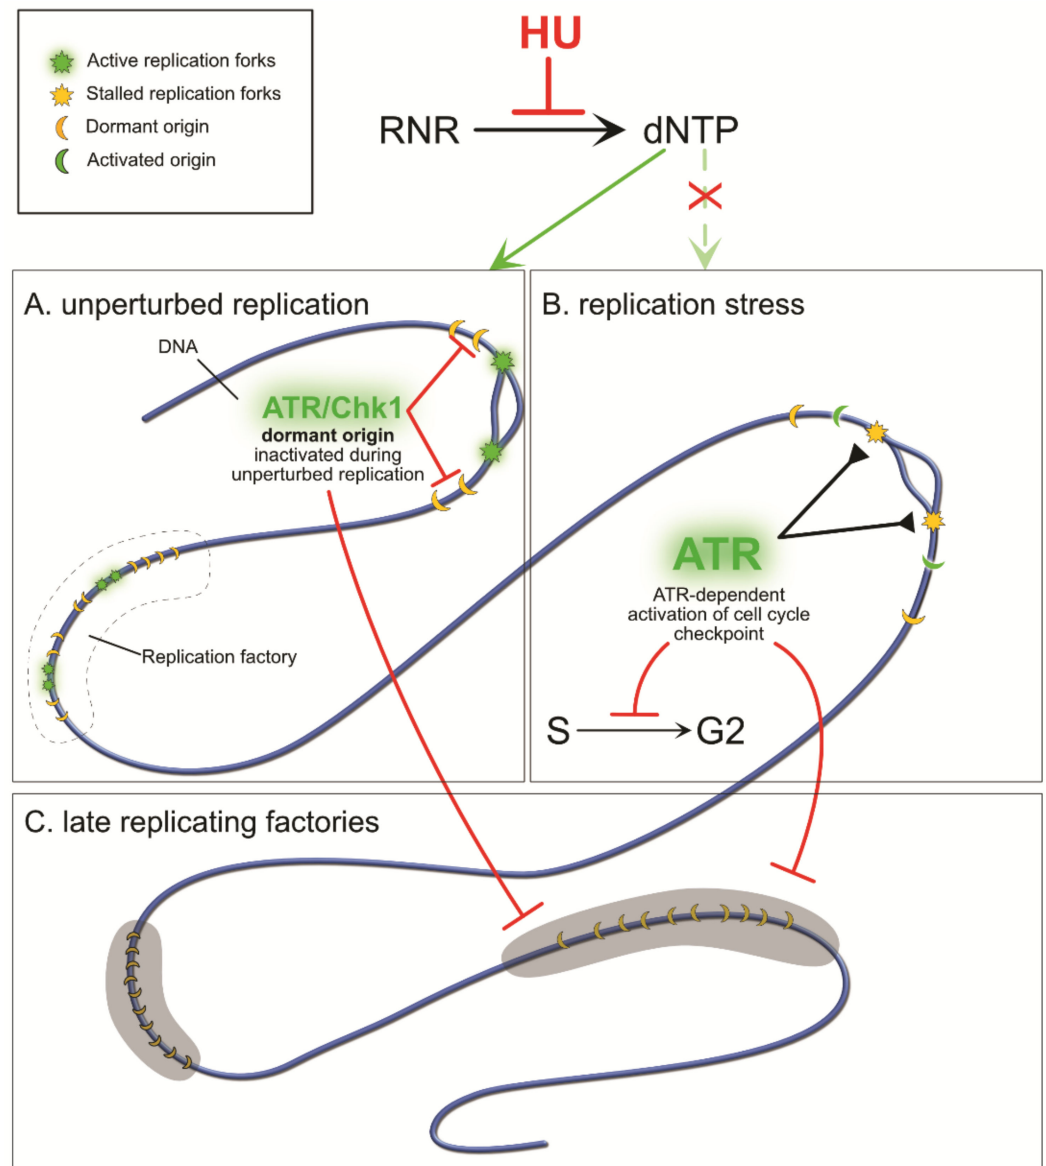 HU
Active replication forks
Stalled replication forks
Dormant origin
Activated origin
RNR
dNTP
A. unperturbed replication
DNA
ATR/Chk1
dormant origin
inactivated during
unperturbed replication
Replication factory
B. replication stress
ATR
ATR-dependent
activation of cell cycle
checkpoint
S
G2
C. late replicating factories